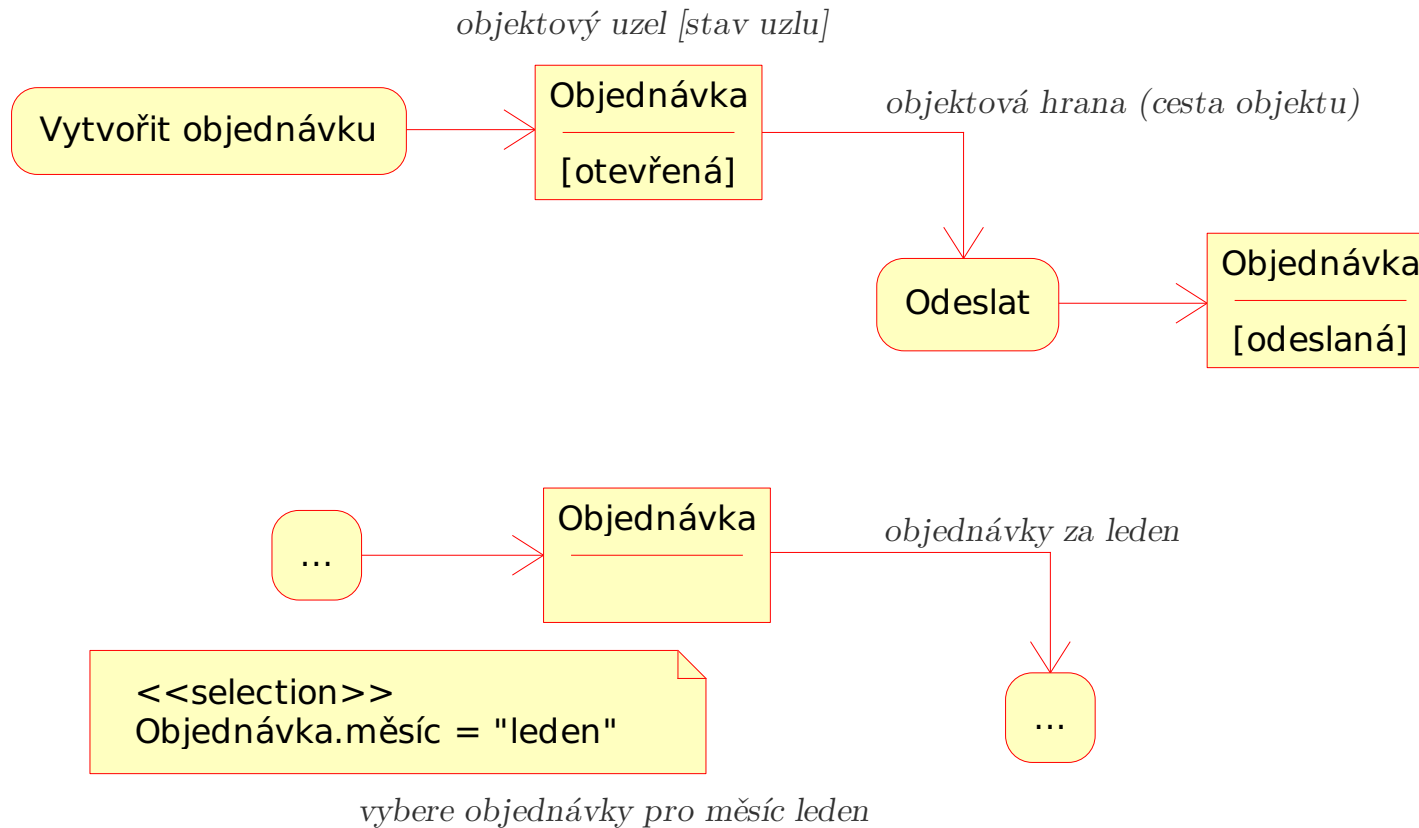 objektový uzel [stav uzlu]
Vytvořit objednávku
Objednávka
[otevřená]
objektová hrana (cesta objektu)
Odeslat
Objednávka
[odeslaná]
...
Objednávka
objednávky za leden
...
<<selection>>
Objednávka.měsíc = "leden"
vybere objednávky pro měsíc leden